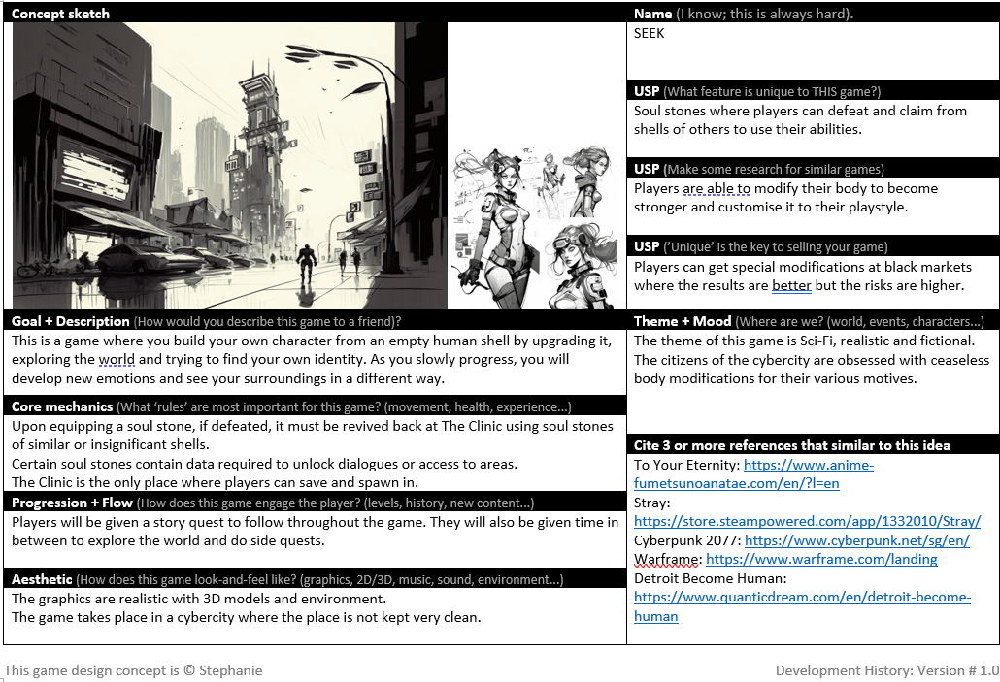 Concept sketch
Name (I know; this is always hard).
SEEK
USP (What feature is unique to THIS game?)
Soul stones where players can defeat and claim from
shells of others to use their abilities.
USP (Make some research for similar games)
Players are able to modify their body to become
stronger and customise it to their playstyle.
USP ('Unique' is the key to selling your game)
Players can get special modifications at black markets
where the results are better but the risks are higher.
Goal + Description (How would you describe this game to a friend)?
This is a game where you build your own character from an empty human shell by upgrading it,
exploring the world and trying to find your own identity. As you slowly progress, you will
develop new emotions and see your surroundings in a different way.
Core mechanics (What 'rules' are most important for this game? (movement, health, experience...)
Upon equipping a soul stone, if defeated, it must be revived back at The Clinic using soul stones
of similar or insignificant shells.
Certain soul stones contain data required to unlock dialogues or access to areas.
The Clinic is the only place where players can save and spawn in.
Progression + Flow (How does this game engage the player? (levels, history, new content...)
Players will be given a story quest to follow throughout the game. They will also be given time in
between to explore the world and do side quests.
Aesthetic (How does this game look-and-feel like? (graphics, 2D/3D, music, sound, environment...)
The graphics are realistic with 3D models and environment.
The game takes place in a cybercity where the place is not kept very clean.
Theme + Mood (Where are we? (world, events, characters...)
The theme of this game is Sci-Fi, realistic and fictional.
The citizens of the cybercity are obsessed with ceaseless
body modifications for their various motives.
Cite 3 or more references that similar to this idea
To Your Eternity: https://www.anime-
fumetsunoanatae.com/en/?l=en
Stray:
https://store.steampowered.com/app/1332010/Stray/
Cyberpunk 2077: https://www.cyberpunk.net/sg/en/
Warframe: https://www.warframe.com/landing
Detroit Become Human:
https://www.quanticdream.com/en/detroit-become-
human
This game design concept is © Stephanie
Development History: Version # 1.0